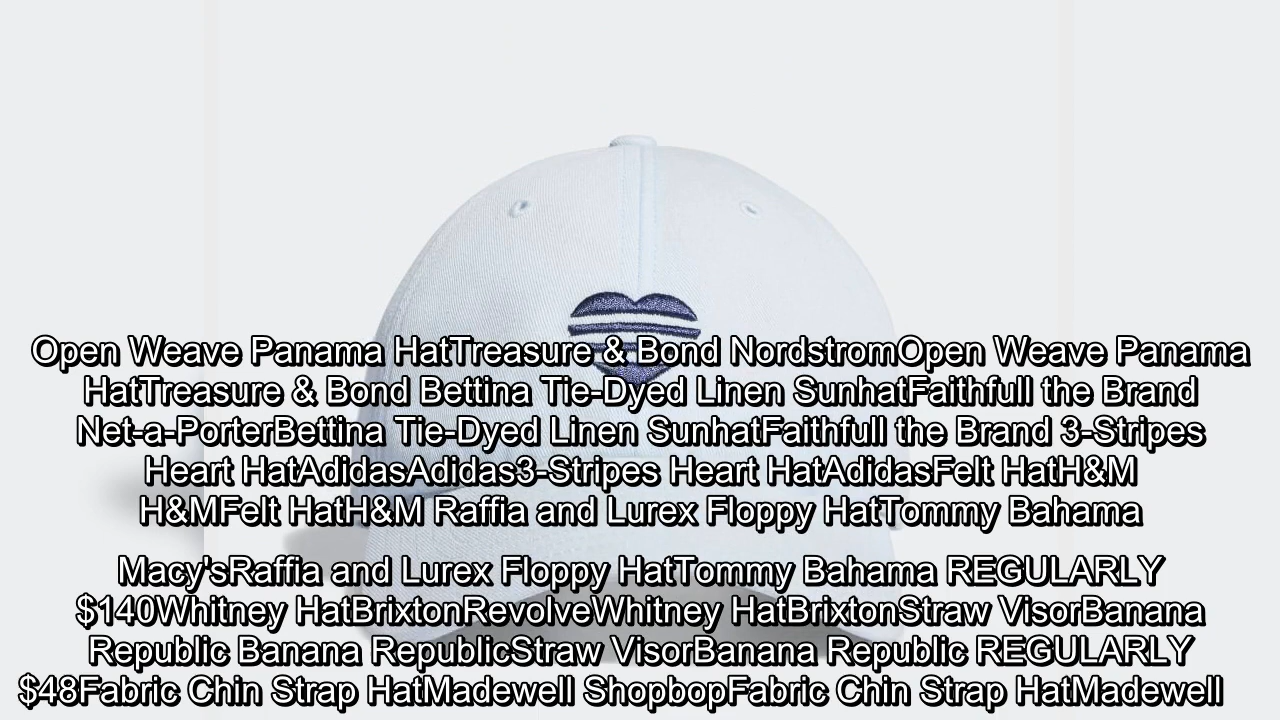 Open Weave Panama HatTreasure & Bond NordstromOpen Weave Panama
HatTreasure & Bond Bettina Tie-Dyed Linen SunhatFaithfull the Brand
Net-a-PorterBettina Tie-Dyed Linen SunhatFaithfull the Brand 3-Stripes
Heart HatAdidasAdidas3-Stripes Heart HatAdidasFelt HatH&M
H&MFelt HatH&M Raffia and Lurex Floppy HatTommy Bahama
Macy'sRaffia and Lurex Floppy HatTommy Bahama REGULARLY
$140Whitney HatBrixtonRevolveWhitney HatBrixtonStraw VisorBanana
Republic Banana RepublicStraw VisorBanana Republic REGULARLY
$48Fabric Chin Strap HatMadewell ShopbopFabric Chin Strap HatMadewell